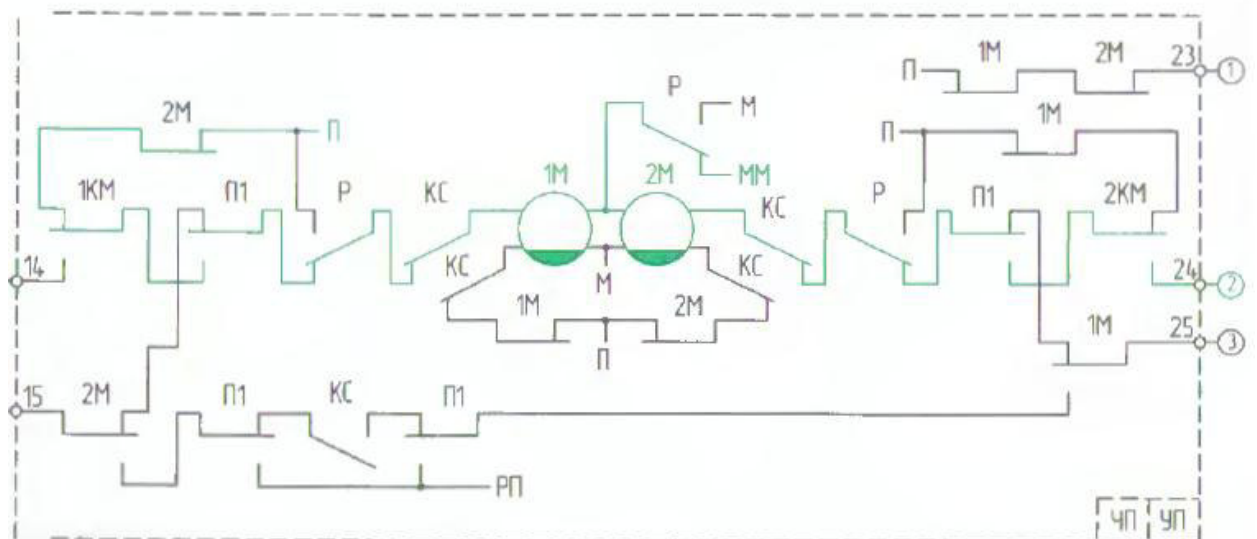 1М 2М 23
П 1
2М Р М 1М
П П
1М 2М ММ
1КМ П1 Р КС КС Р П1 2КМ
14 КС М КС 24 2
1М 2М 1М 25 3
П
15 2М П1 КС П1
РП
ЧП УП